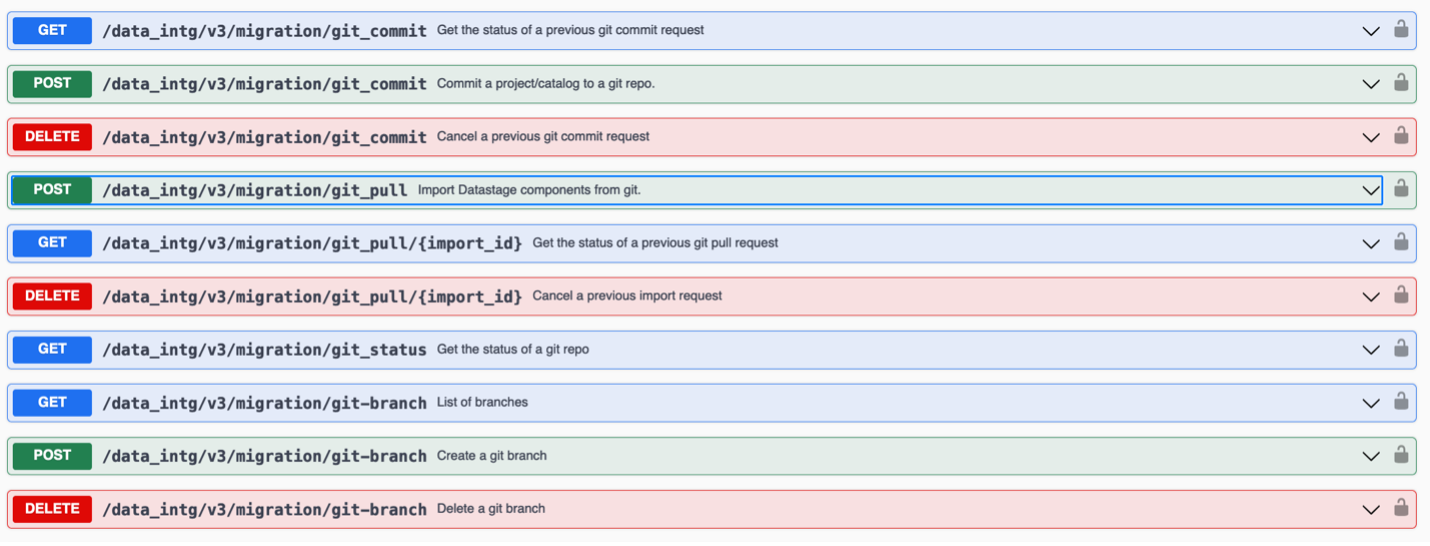 GET /data_intg/v3/migration/git_commit Get the status of a previous git commit request
POST /data_intg/v3/migration/git_commit Commit a project/catalog to a git repo.
DELETE /data_intg/v3/migration/git_commit Cancel a previous git commit request
POST /data_intg/v3/migration/git_pull Import Datastage components from git.
GET /data_intg/v3/migration/git_pull/{import_id} Get the status of a previous git pull request
DELETE /data_intg/v3/migration/git_pull/{import_id} Cancel a previous import request
GET /data_intg/v3/migration/git_status Get the status of a git repo
GET /data_intg/v3/migration/git-branch List of branches
POST /data_intg/v3/migration/git-branch Create a git branch
DELETE /data_intg/v3/migration/git-branch Delete a git branch